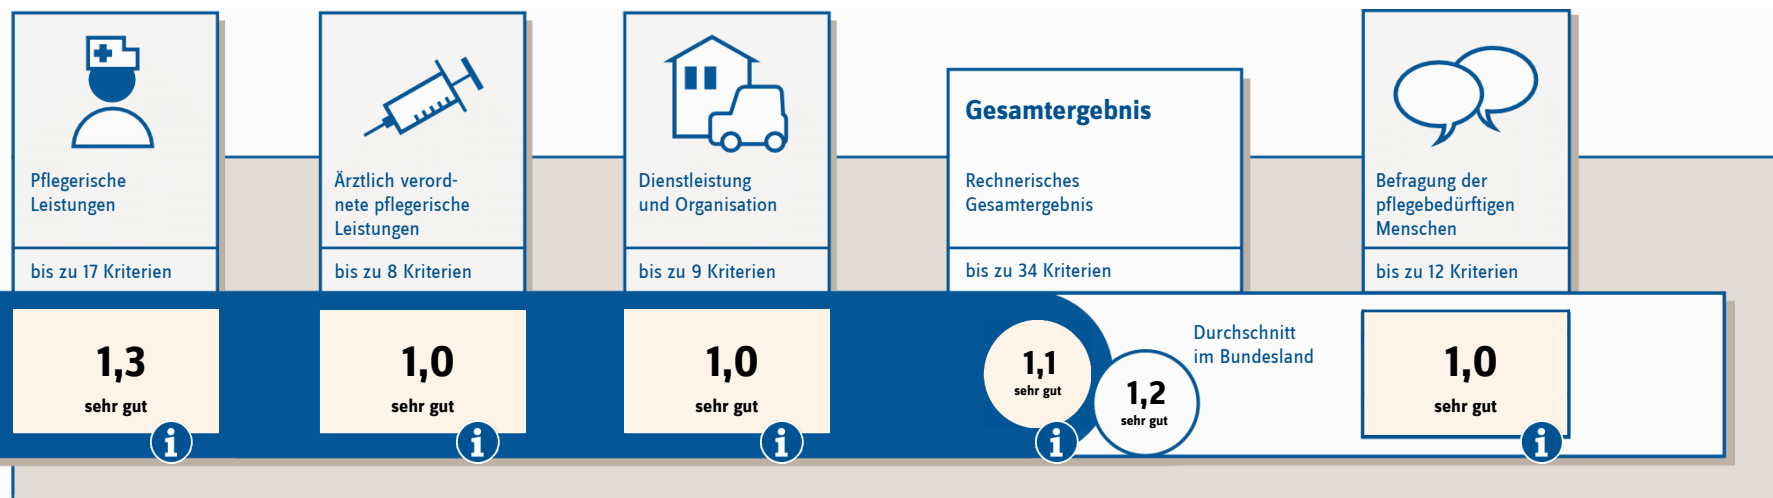 Pflegerische
Leistungen
bis zu 17 Kriterien
1,3
sehr gut
i
Ärztlich verord-
nete pflegerische
Leistungen
bis zu 8 Kriterien
1,0
sehr gut
i
Dienstleistung
und Organisation
bis zu 9 Kriterien
1,0
sehr gut
i
Gesamtergebnis
Rechnerisches
Gesamtergebnis
bis zu 34 Kriterien
1,1
sehr gut
i
1,2
sehr gut
Durchschnitt
im Bundesland
Befragung der
pflegebedürftigen
Menschen
bis zu 12 Kriterien
1,0
sehr gut
i